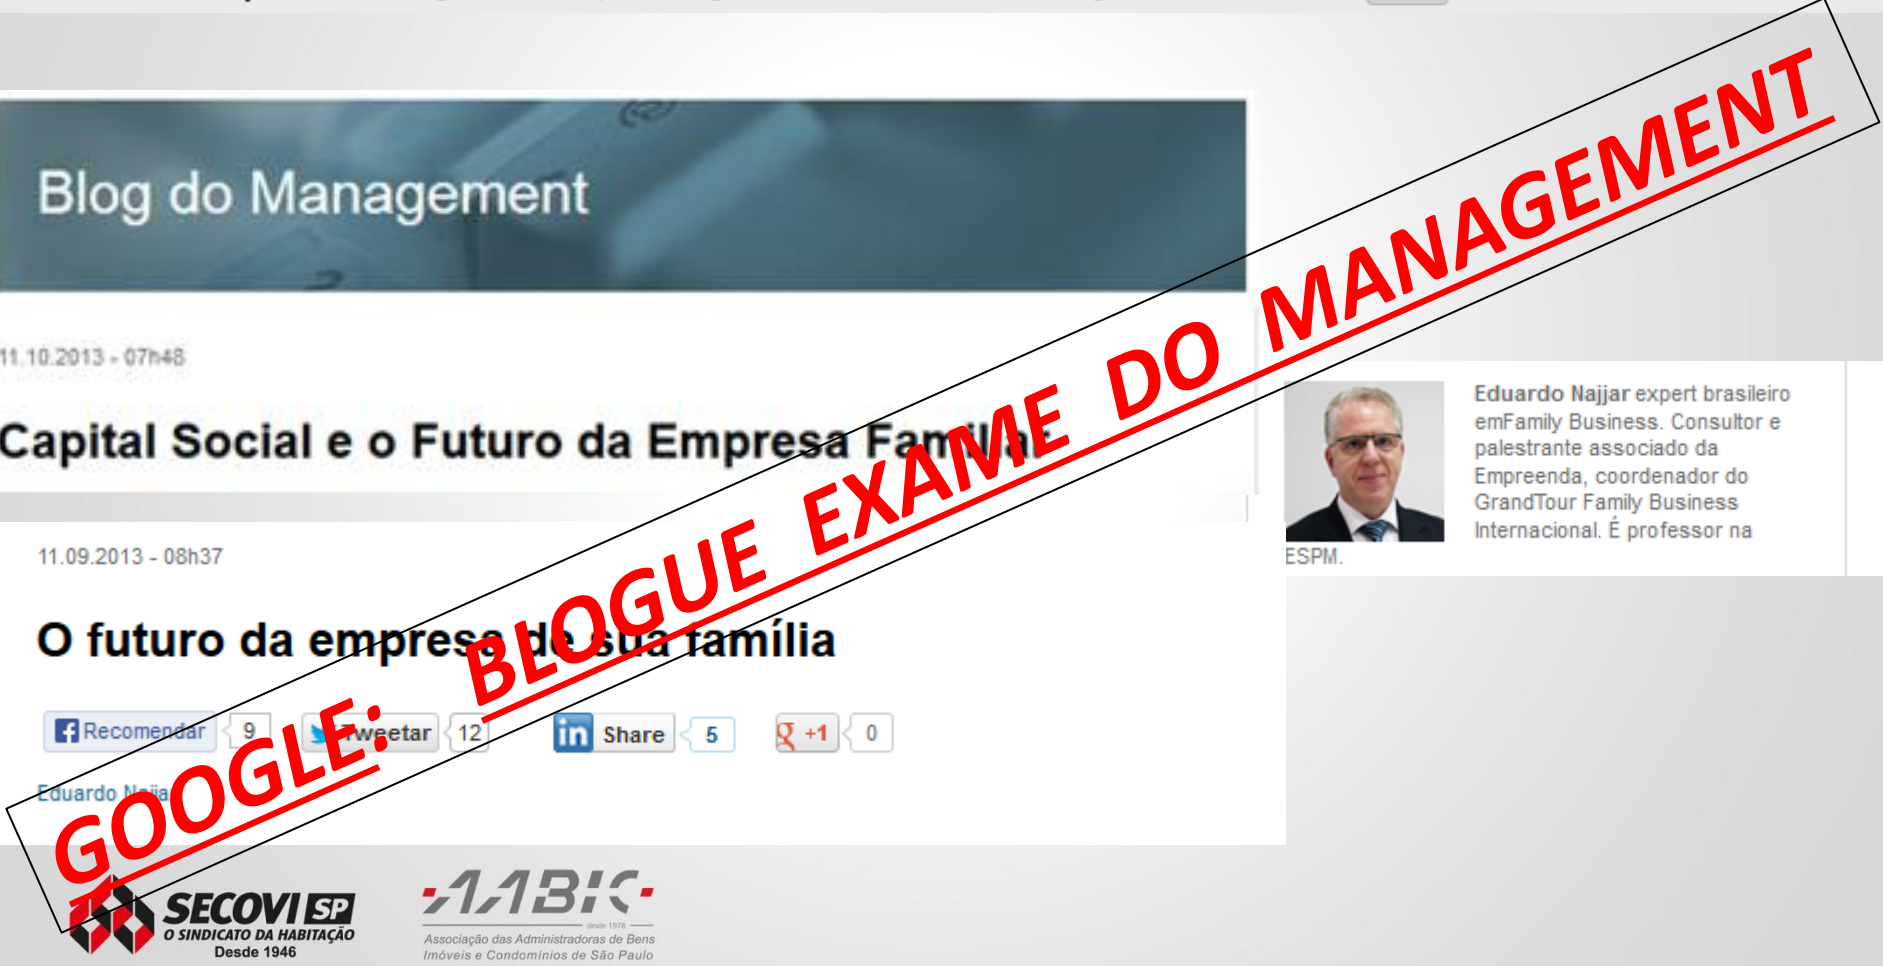 Blog do Management
11.10.2013 - 07h48
Capital Social e o Futuro da Empresa Familiar
Eduardo Najjar expert brasileiro
emFamily Business. Consultor e
palestrante associado da
Empreenda, coordenador do
GrandTour Family Business
Internacional. É professor na
ESPM.
11.09.2013 - 08h37
O futuro da empresa de sua família
Recomendar 9 Tweetar 12 in Share 5 g +1 0
Eduardo Najjar
GOOGLE: BLOGUE EXAME DO MANAGEMENT
SECOVI SP
O SINDICATO DA HABITAÇÃO
Desde 1946
AABIC
desde 1978
Associação das Administradoras de Bens
Imóveis e Condomínios de São Paulo